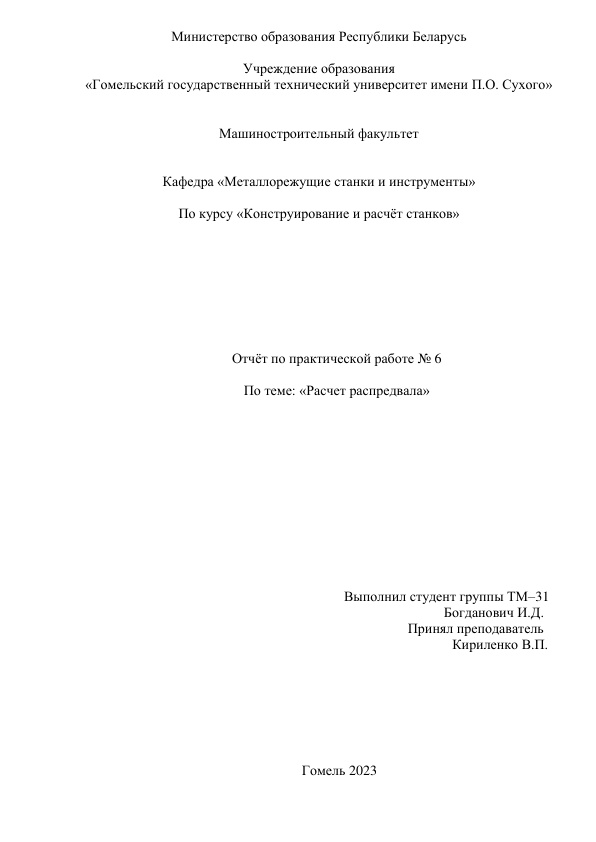 Министерство образования Республики Беларусь
Учреждение образования
«Гомельский государственный технический университет имени П.О. Сухого»
Машиностроительный факультет
Кафедра «Металлорежущие станки и инструменты»
По курсу «Конструирование и расчёт станков»
Отчёт по практической работе № 6
По теме: «Расчет распредвала»
Выполнил студент группы ТМ–31
Богданович И.Д.
Принял преподаватель
Кириленко В.П.
Гомель 2023